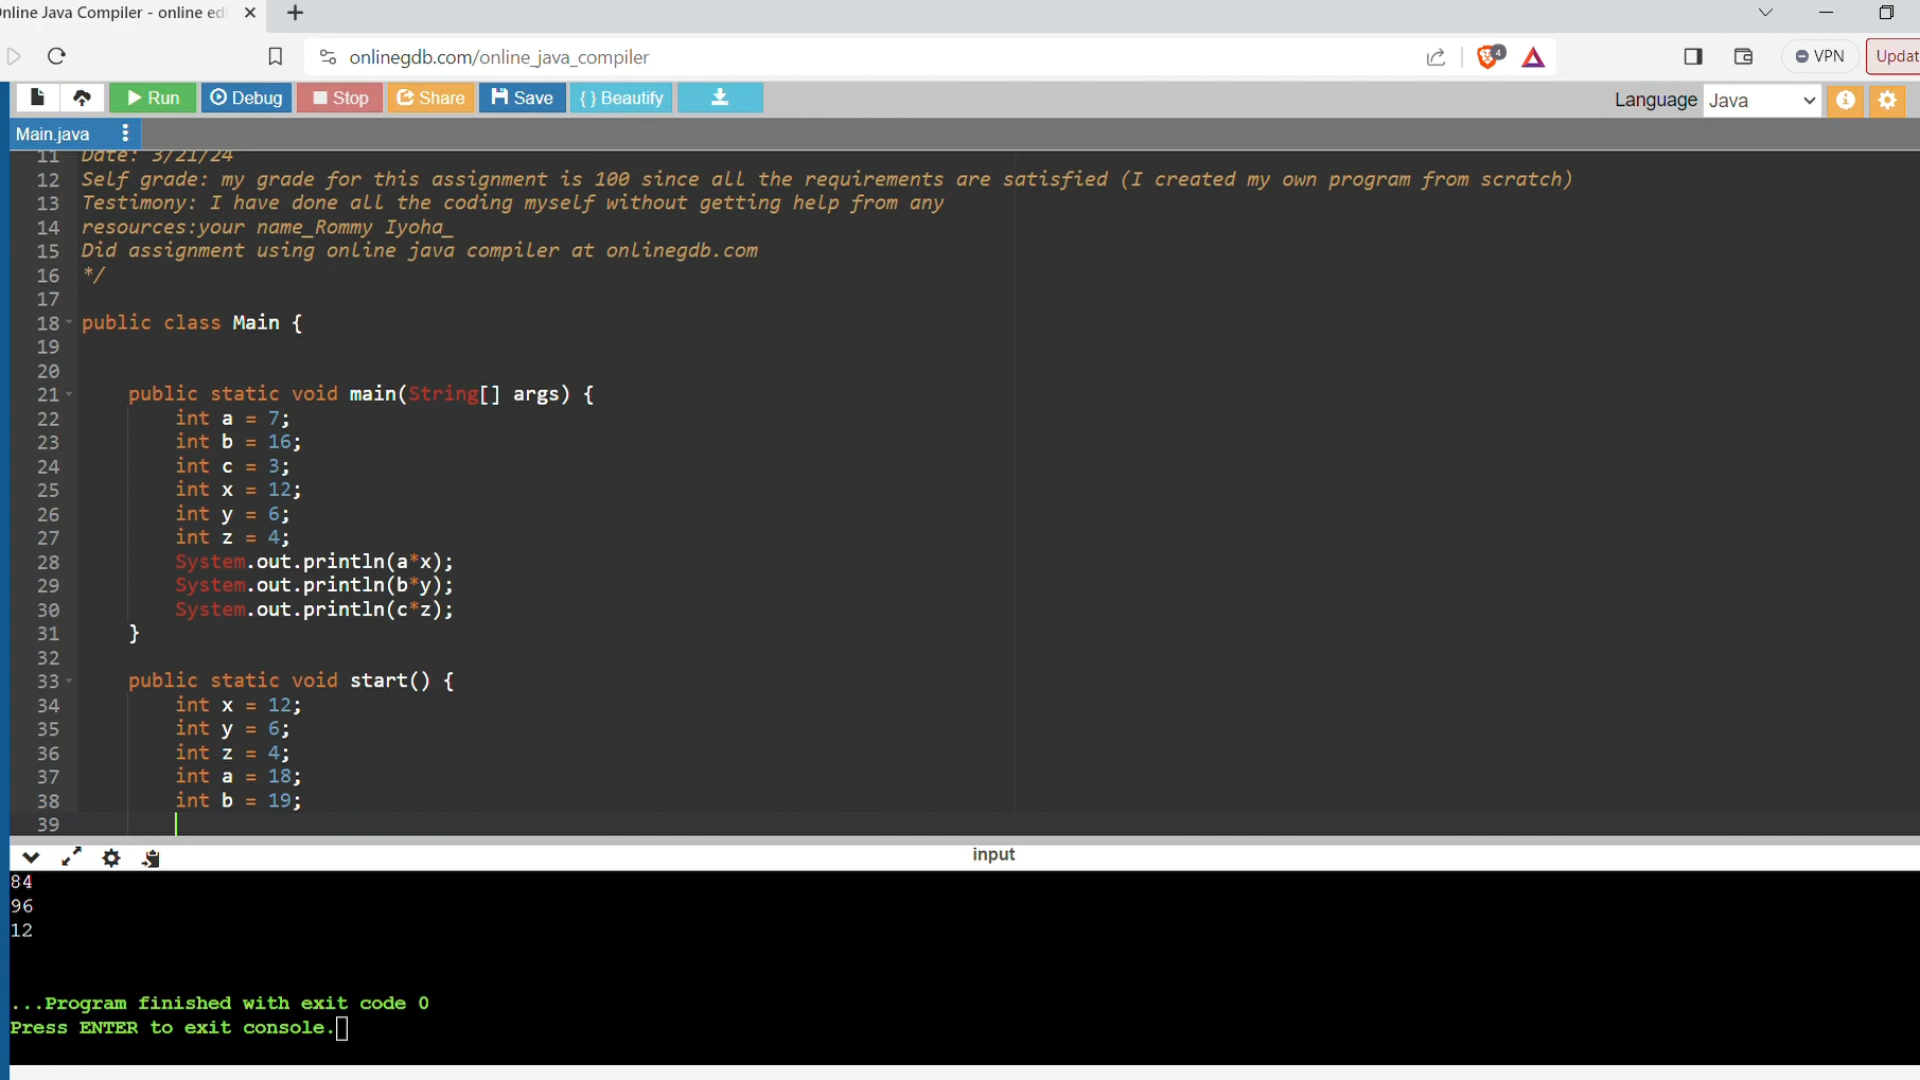 nline Java Compiler - online edi
onlinegdb.com/online_java_compiler
4
VPN
Updat
Run
Debug
Stop
Share
Save
{ } Beautify
Language
Java
Main.java
11 Date: 3/21/24
12 Self grade: my grade for this assignment is 100 since all the requirements are satisfied (I created my own program from scratch)
13 Testimony: I have done all the coding myself without getting help from any
14 resources:your name_Rommy Iyoha_
15 Did assignment using online java compiler at onlinegdb.com
16 */
17
18 public class Main {
19
20
21 public static void main(String[] args) {
22 int a = 7;
23 int b = 16;
24 int c = 3;
25 int x = 12;
26 int y = 6;
27 int z = 4;
28 System.out.println(a*x);
29 System.out.println(b*y);
30 System.out.println(c*z);
31 }
32
33 public static void start() {
34 int x = 12;
35 int y = 6;
36 int z = 4;
37 int a = 18;
38 int b = 19;
39
input
84
96
12
...Program finished with exit code 0
Press ENTER to exit console.